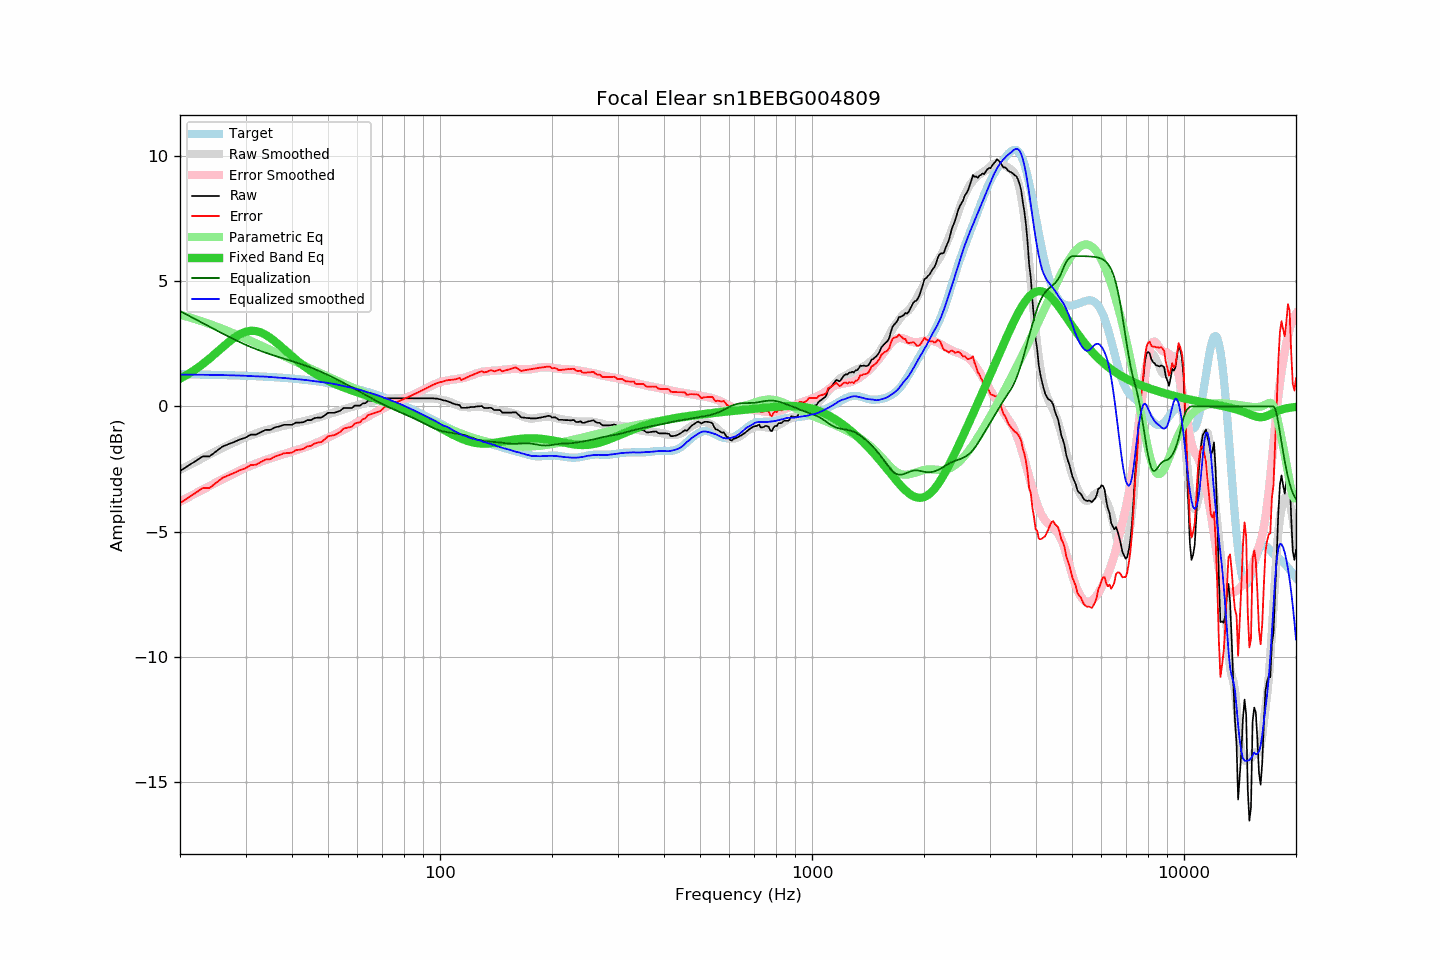 Focal Elear sn1BEBG004809
Target
Raw Smoothed
Error Smoothed
Raw
Error
Parametric Eq
Fixed Band Eq
Equalization
Equalized smoothed
10
5
0
−5
−10
−15
Amplitude (dBr)
100
1000
10000
Frequency (Hz)